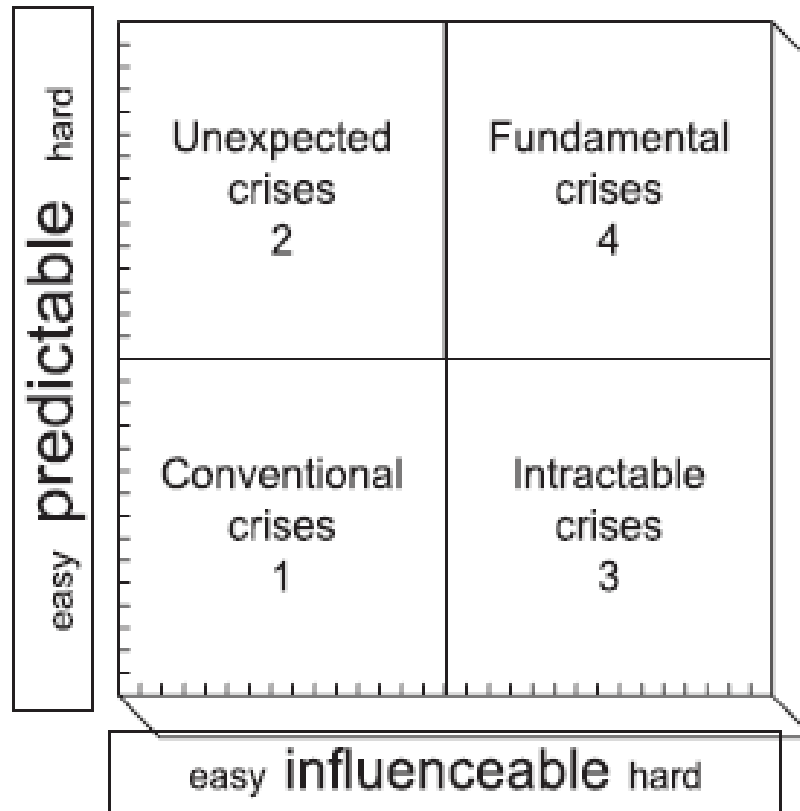 easy predictable hard
Unexpected
crises
2
Fundamental
crises
4
Conventional
crises
1
Intractable
crises
3
easy influenceable hard